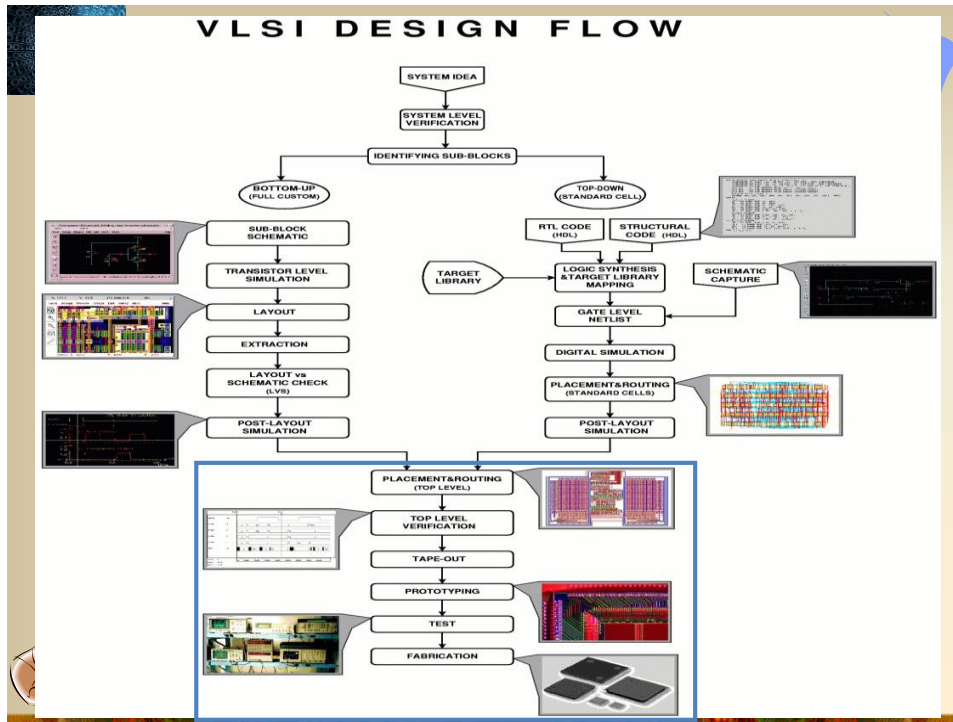 VLSI DESIGN FLOW
SYSTEM IDEA
SYSTEM LEVEL
VERIFICATION
IDENTIFYING SUB-BLOCKS
BOTTOM-UP
(FULL CUSTOM)
SUB-BLOCK
SCHEMATIC
TRANSISTOR LEVEL
SIMULATION
LAYOUT
EXTRACTION
LAYOUT vs
SCHEMATIC CHECK
(LVS)
POST-LAYOUT
SIMULATION
TOP-DOWN
(STANDARD CELL)
RTL CODE
(HDL)
STRUCTURAL
CODE (HDL)
TARGET
LIBRARY
LOGIC SYNTHESIS
&TARGET LIBRARY
MAPPING
SCHEMATIC
CAPTURE
GATE LEVEL
NETLIST
DIGITAL SIMULATION
PLACEMENT&ROUTING
(STANDARD CELLS)
POST-LAYOUT
SIMULATION
PLACEMENT&ROUTING
(TOP LEVEL)
TOP LEVEL
VERIFICATION
TAPE-OUT
PROTOTYPING
TEST
FABRICATION